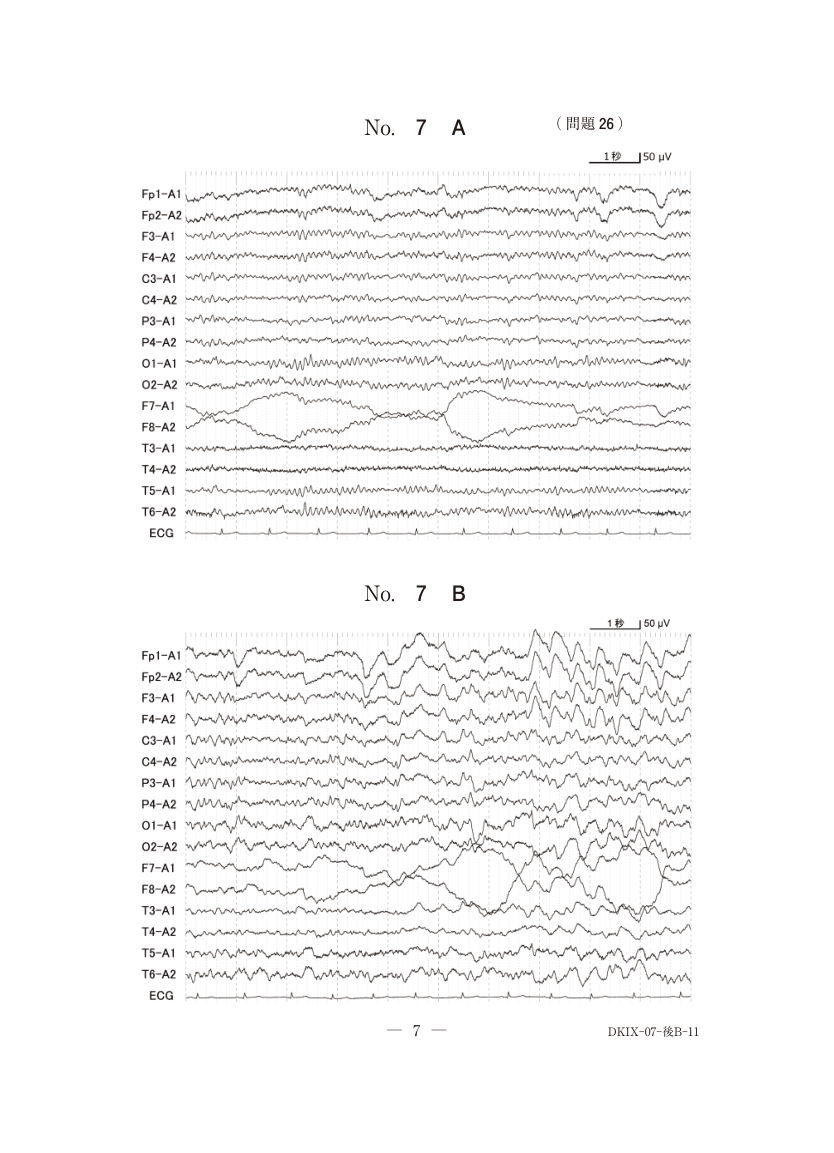 No. 7 A （問題 26）
1秒 50 μV
Fp1-A1
Fp2-A2
F3-A1
F4-A2
C3-A1
C4-A2
P3-A1
P4-A2
O1-A1
O2-A2
F7-A1
F8-A2
T3-A1
T4-A2
T5-A1
T6-A2
ECG
No. 7 B
1秒 50 μV
Fp1-A1
Fp2-A2
F3-A1
F4-A2
C3-A1
C4-A2
P3-A1
P4-A2
O1-A1
O2-A2
F7-A1
F8-A2
T3-A1
T4-A2
T5-A1
T6-A2
ECG
— 7 —
DKIX-07-後B-11